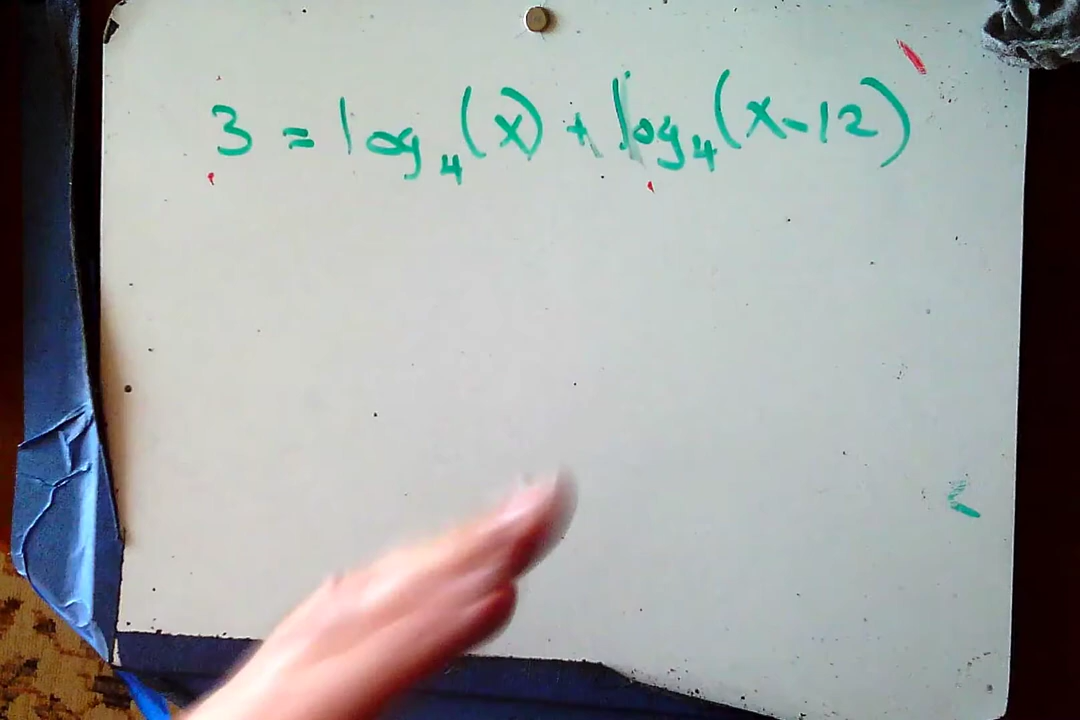 3 = log₄(x) + log₄(x-12)